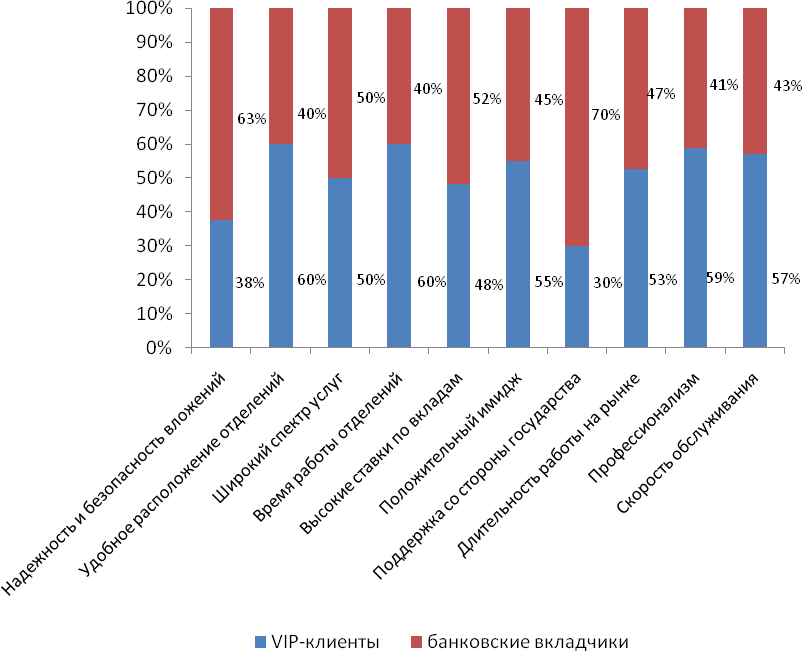 100%
90%
80%
70%
60%
50%
40%
30%
20%
10%
0%
63%
40%
50%
40%
52%
45%
70%
47%
41%
43%
38%
60%
50%
60%
48%
55%
30%
53%
59%
57%
Надежность и безопасность вложений
Удобное расположение отделений
Широкий спектр услуг
Время работы отделений
Высокие ставки по вкладам
Положительный имидж
Поддержка со стороны государства
Длительность работы на рынке
Профессионализм
Скорость обслуживания
VIP-клиенты
банковские вкладчики